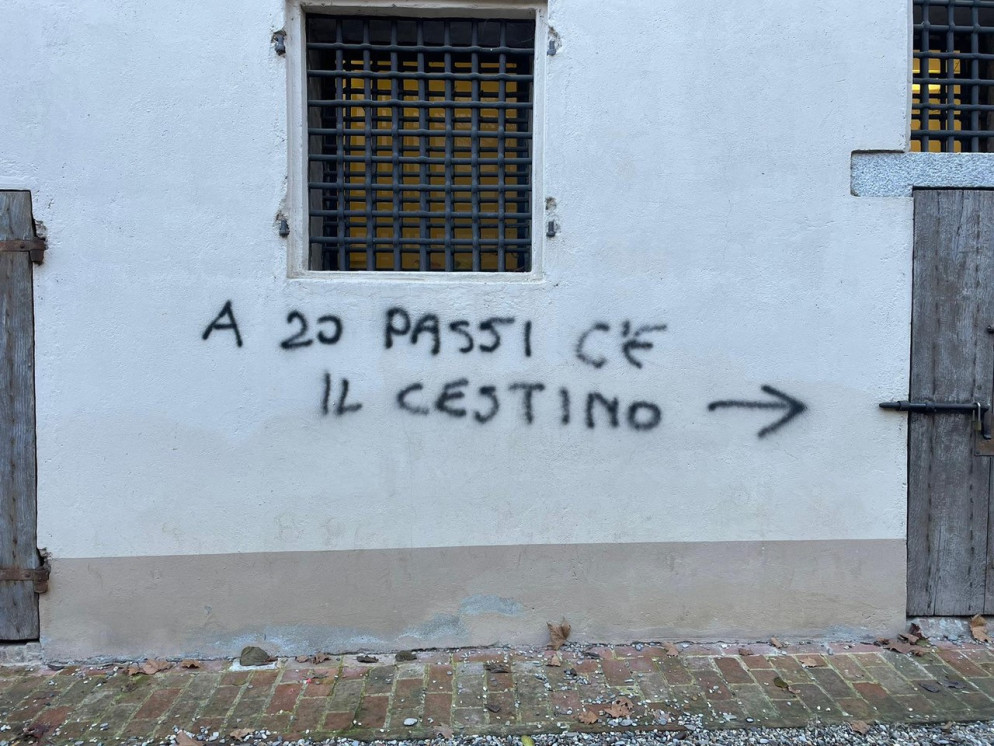 A 20 PASSI C'È
IL CESTINO →